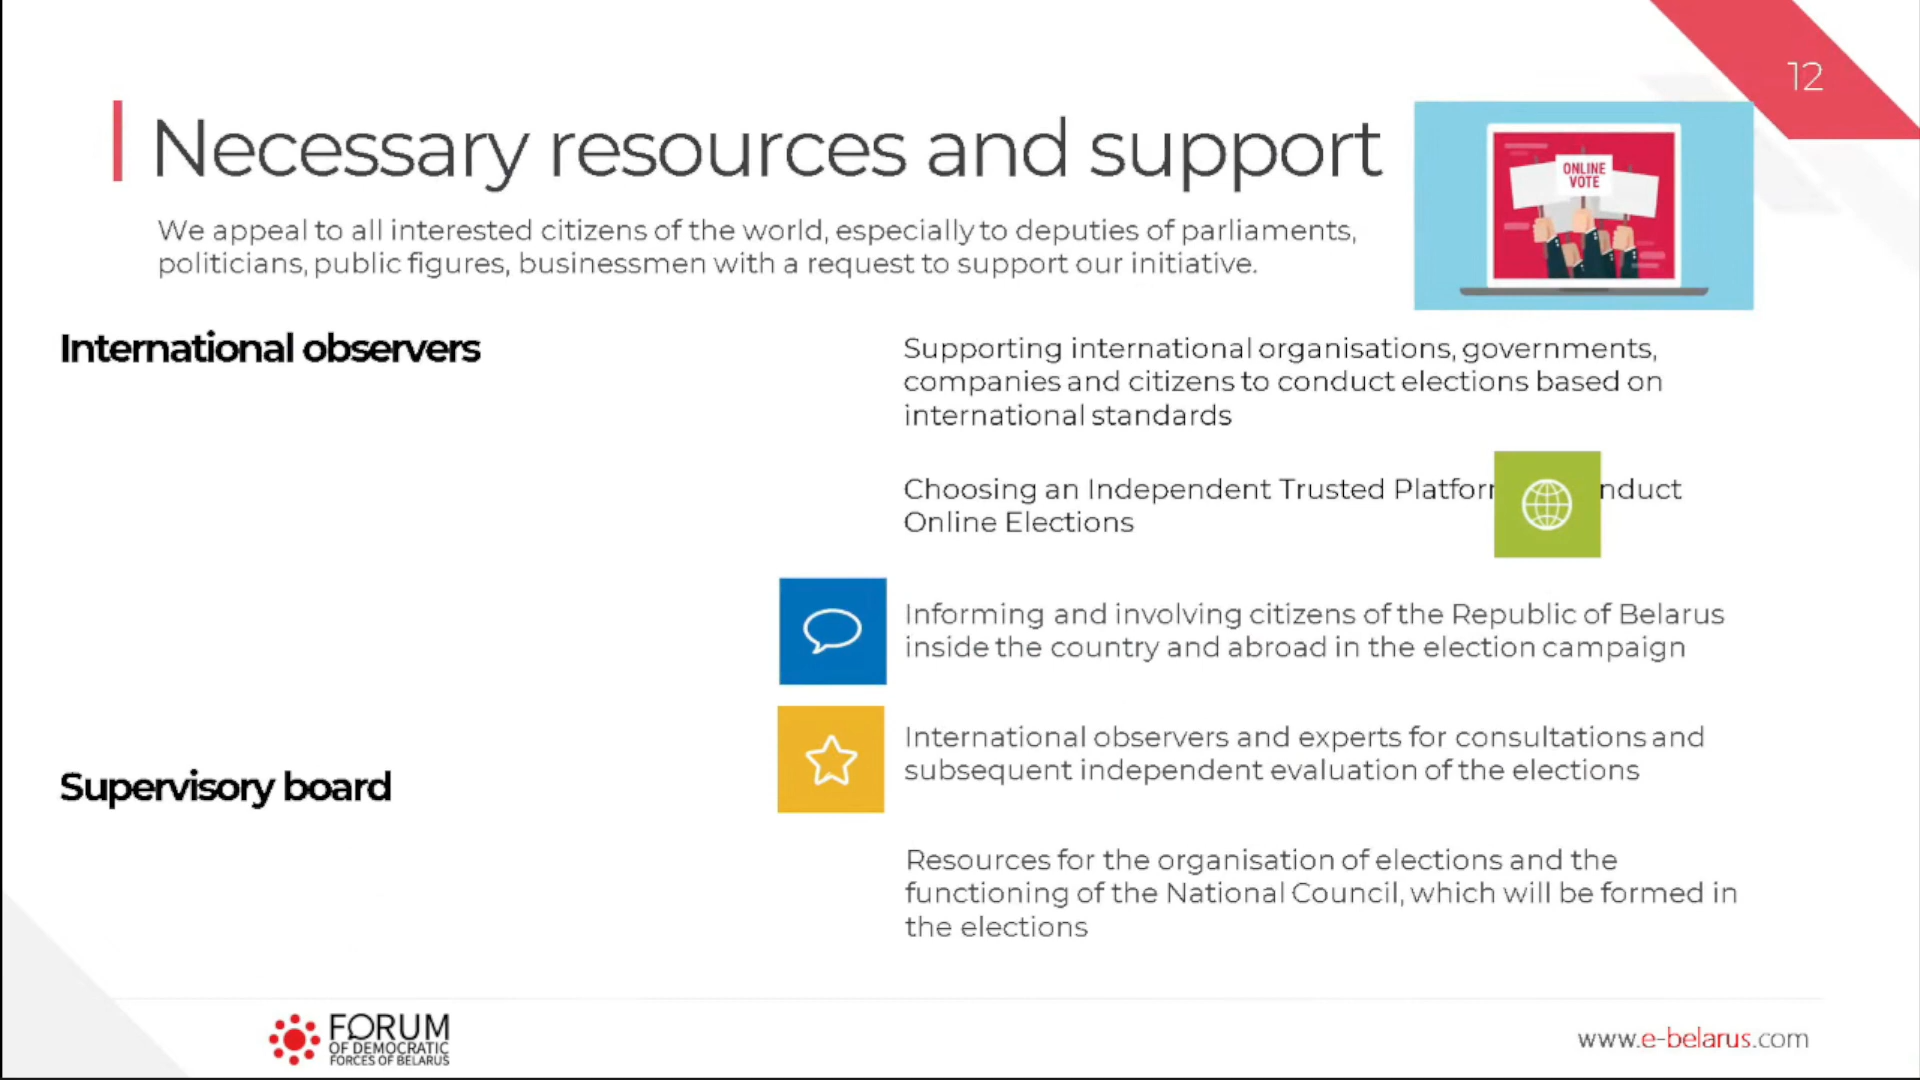 12
Necessary resources and support
ONLINE
VOTE
We appeal to all interested citizens of the world, especially to deputies of parliaments,
politicians, public figures, businessmen with a request to support our initiative.
International observers
Supporting international organisations, governments,
companies and citizens to conduct elections based on
international standards
Choosing an Independent Trusted
Online Elections
Informing and involving citizens of the Republic of Belarus
inside the country and abroad in the election campaign
International observers and experts for consultations and
subsequent independent evaluation of the elections
Supervisory board
Resources for the organisation of elections and the
functioning of the National Council, which will be formed in
the elections
FORUM
OF DEMOCRATIC
FORCES OF BELARUS
www.e-belarus.com